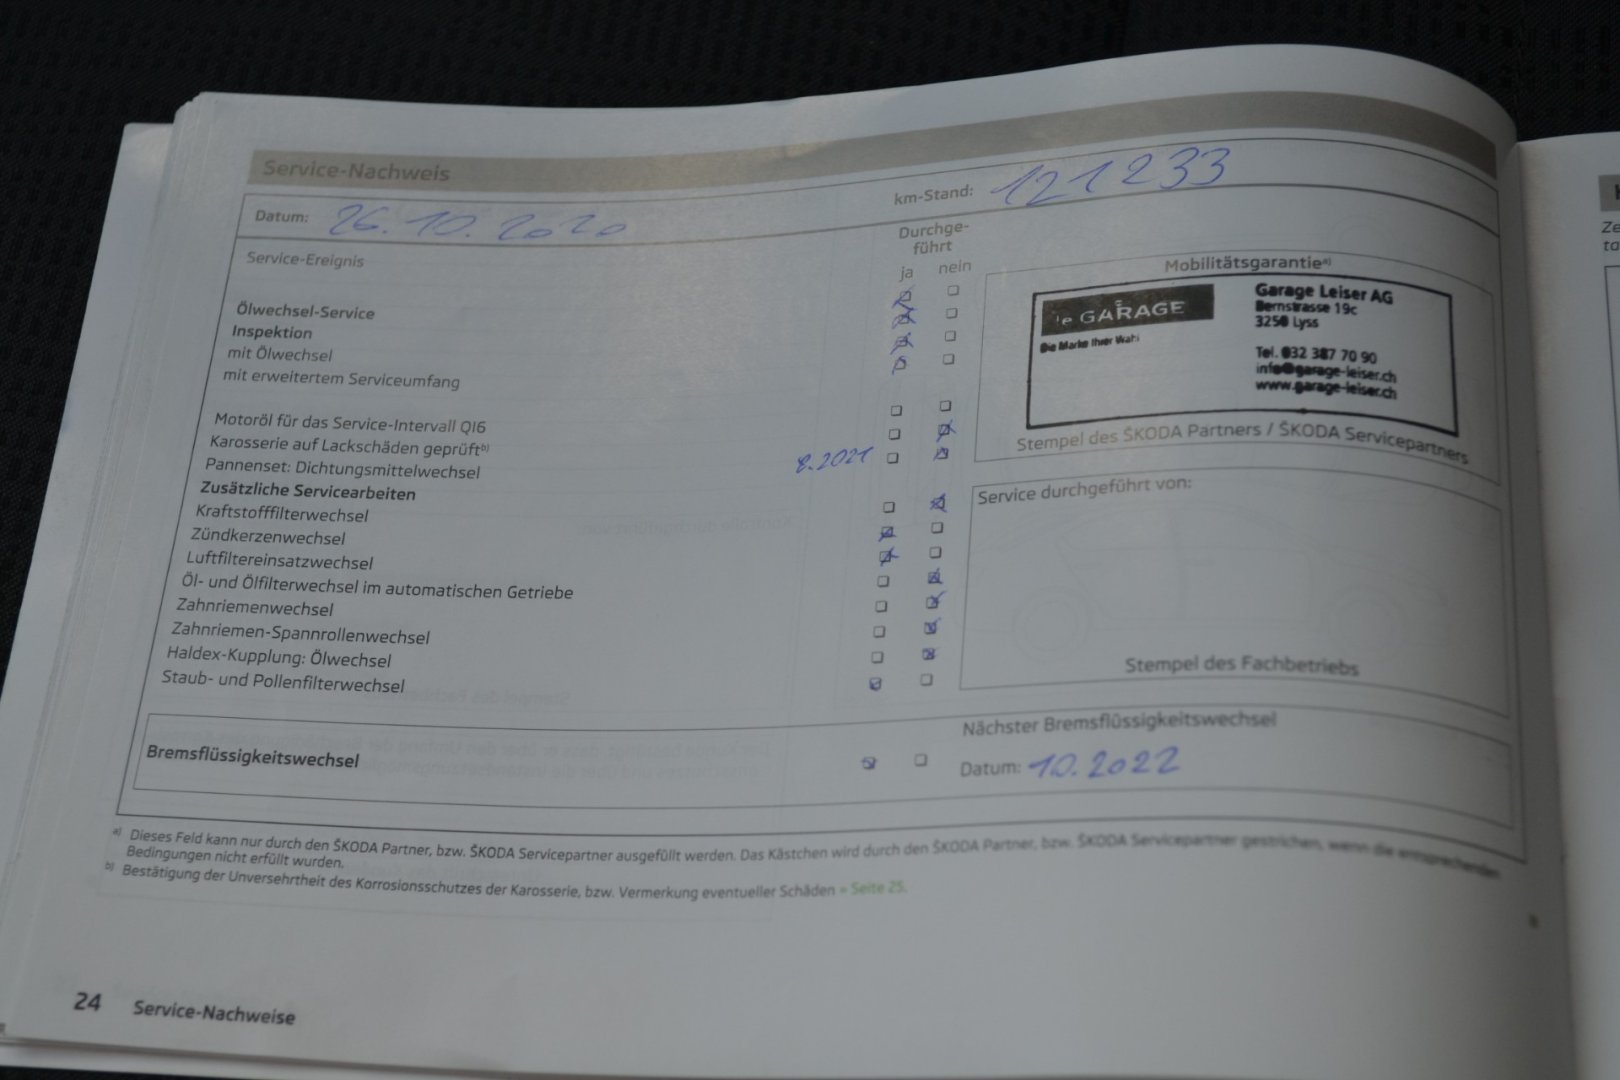 Service-Nachweis
Datum: 26.10.2020
km-Stand: 121233
Service-Ereignis
Durchge-
führt
ja nein
Ölwechsel-Service
Inspektion
mit Ölwechsel
mit erweitertem Serviceumfang
Motoröl für das Service-Intervall QI6
Karosserie auf Lackschäden geprüft b)
Pannenset: Dichtungsmittelwechsel 8.2021
Zusätzliche Servicearbeiten
Kraftstofffilterwechsel
Zündkerzenwechsel
Luftfiltereinsatzwechsel
Öl- und Ölfilterwechsel im automatischen Getriebe
Zahnriemenwechsel
Zahnriemen-Spannrollenwechsel
Haldex-Kupplung: Ölwechsel
Staub- und Pollenfilterwechsel
Mobilitätsgarantie a)
le GARAGE
Die Marke Ihrer Wahl
Garage Leiser AG
Bernstrasse 19c
3250 Lyss
Tel. 032 387 70 90
info@garage-leiser.ch
www.garage-leiser.ch
Stempel des ŠKODA Partners / ŠKODA Servicepartners
Service durchgeführt von:
Stempel des Fachbetriebs
Bremsflüssigkeitswechsel
Nächster Bremsflüssigkeitswechsel
Datum: 10.2022
a) Dieses Feld kann nur durch den ŠKODA Partner, bzw. ŠKODA Servicepartner ausgefüllt werden. Das Kästchen wird durch den ŠKODA Partner, bzw. ŠKODA Servicepartner gestrichen, wenn die entsprechenden
Bedingungen nicht erfüllt wurden.
b) Bestätigung der Unversehrtheit des Korrosionsschutzes der Karosserie, bzw. Vermerkung eventueller Schäden » Seite 25.
24 Service-Nachweise